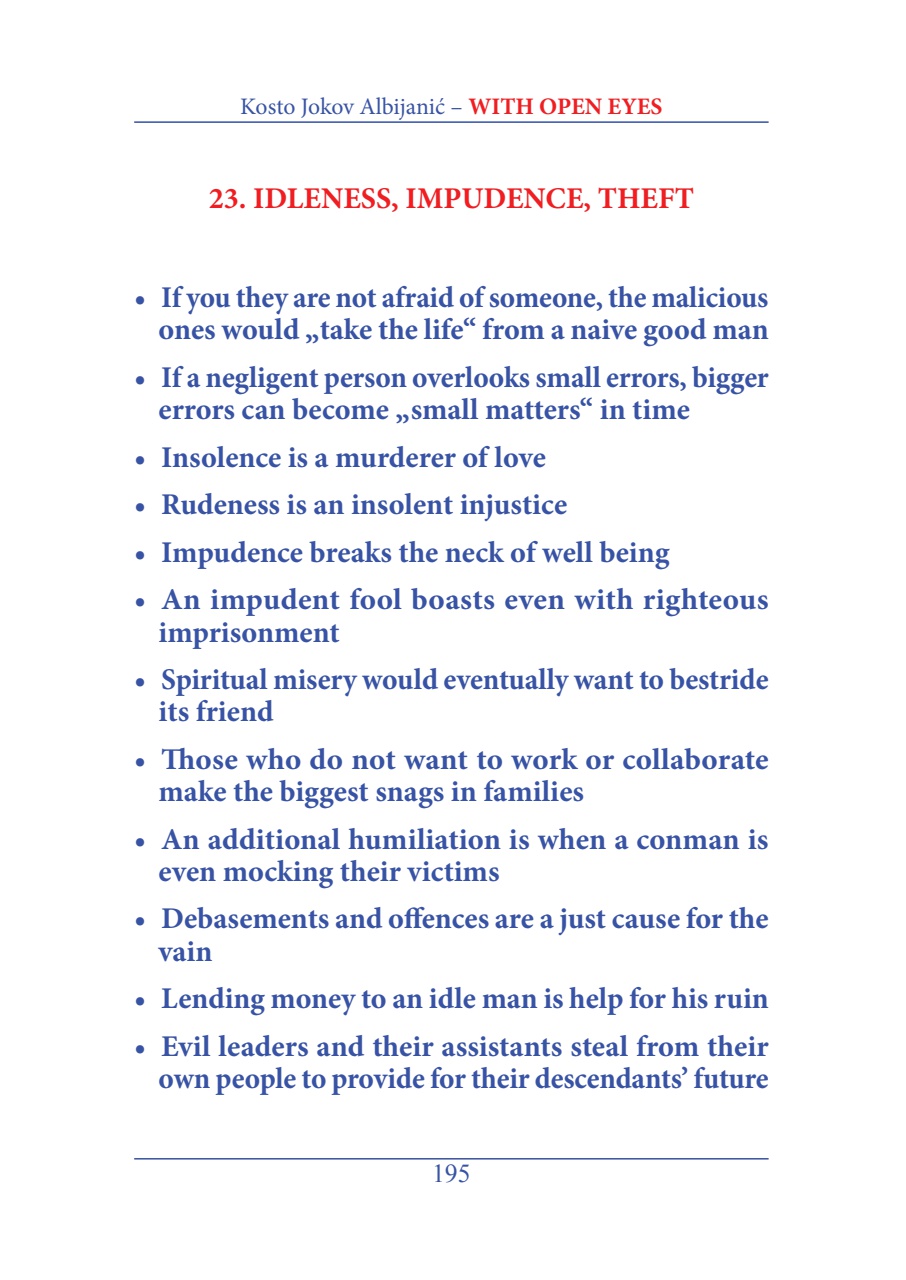 Kosto Jokov Albijanić – WITH OPEN EYES
23. IDLENESS, IMPUDENCE, THEFT
• If you they are not afraid of someone, the malicious
ones would „take the life“ from a naive good man
• If a negligent person overlooks small errors, bigger
errors can become „small matters“ in time
• Insolence is a murderer of love
• Rudeness is an insolent injustice
• Impudence breaks the neck of well being
• An impudent fool boasts even with righteous
imprisonment
• Spiritual misery would eventually want to bestride
its friend
• Those who do not want to work or collaborate
make the biggest snags in families
• An additional humiliation is when a conman is
even mocking their victims
• Debasements and offences are a just cause for the
vain
• Lending money to an idle man is help for his ruin
• Evil leaders and their assistants steal from their
own people to provide for their descendants’ future
195